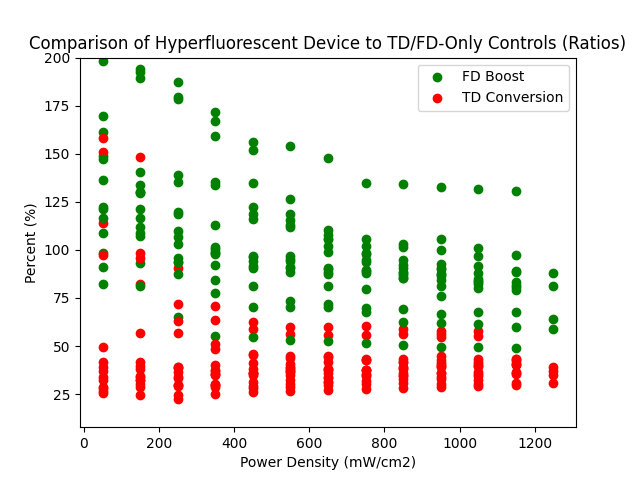 Comparison of Hyperfluorescent Device to TD/FD-Only Controls (Ratios)
FD Boost
TD Conversion
200
175
150
125
100
75
50
25
Percent (%)
0 200 400 600 800 1000 1200
Power Density (mW/cm2)